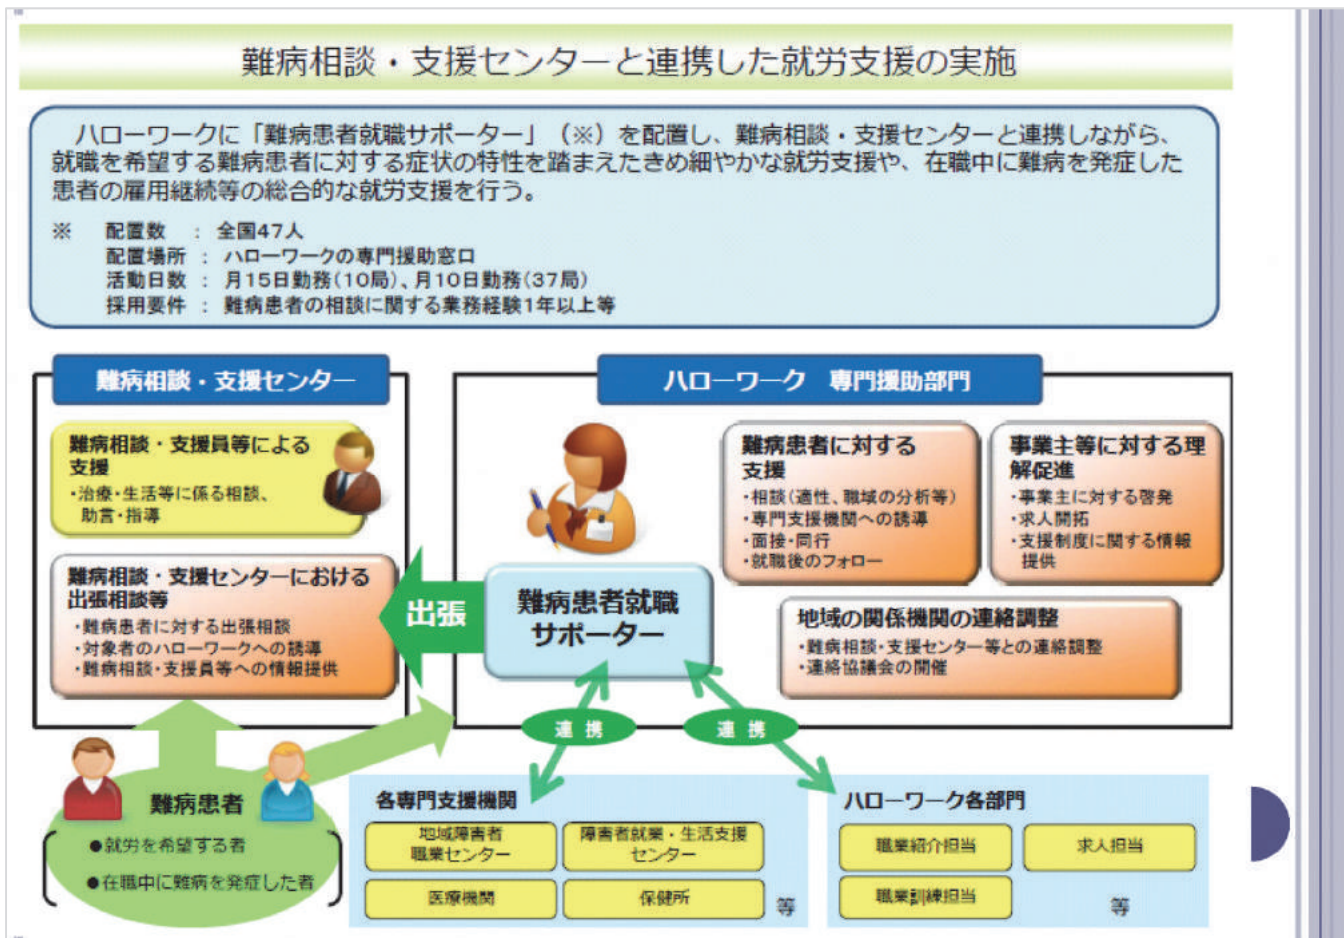 難病相談・支援センターと連携した就労支援の実施
ハローワークに「難病患者就職サポーター」（※）を配置し、難病相談・支援センターと連携しながら、
就職を希望する難病患者に対する症状の特性を踏まえたきめ細やかな就労支援や、在職中に難病を発症した
患者の雇用継続等の総合的な就労支援を行う。
※ 配置数 ： 全国47人
配置場所 ： ハローワークの専門援助窓口
活動日数 ： 月15日勤務(10局)、月10日勤務(37局)
採用要件 ： 難病患者の相談に関する業務経験1年以上等
難病相談・支援センター
難病相談・支援員等による
支援
・治療・生活等に係る相談、
助言・指導
難病相談・支援センターにおける
出張相談等
・難病患者に対する出張相談
・対象者のハローワークへの誘導
・難病相談・支援員等への情報提供
出張
ハローワーク 専門援助部門
難病患者就職
サポーター
難病患者に対する
支援
・相談(適性、職域の分析等)
・専門支援機関への誘導
・面接・同行
・就職後のフォロー
事業主等に対する理
解促進
・事業主に対する啓発
・求人開拓
・支援制度に関する情報
提供
地域の関係機関の連絡調整
・難病相談・支援センター等との連絡調整
・連絡協議会の開催
連携
連携
難病患者
●就労を希望する者
●在職中に難病を発症した者
各専門支援機関
地域障害者
職業センター
障害者就業・生活支援
センター
医療機関
保健所
等
ハローワーク各部門
職業紹介担当
求人担当
職業訓練担当
等